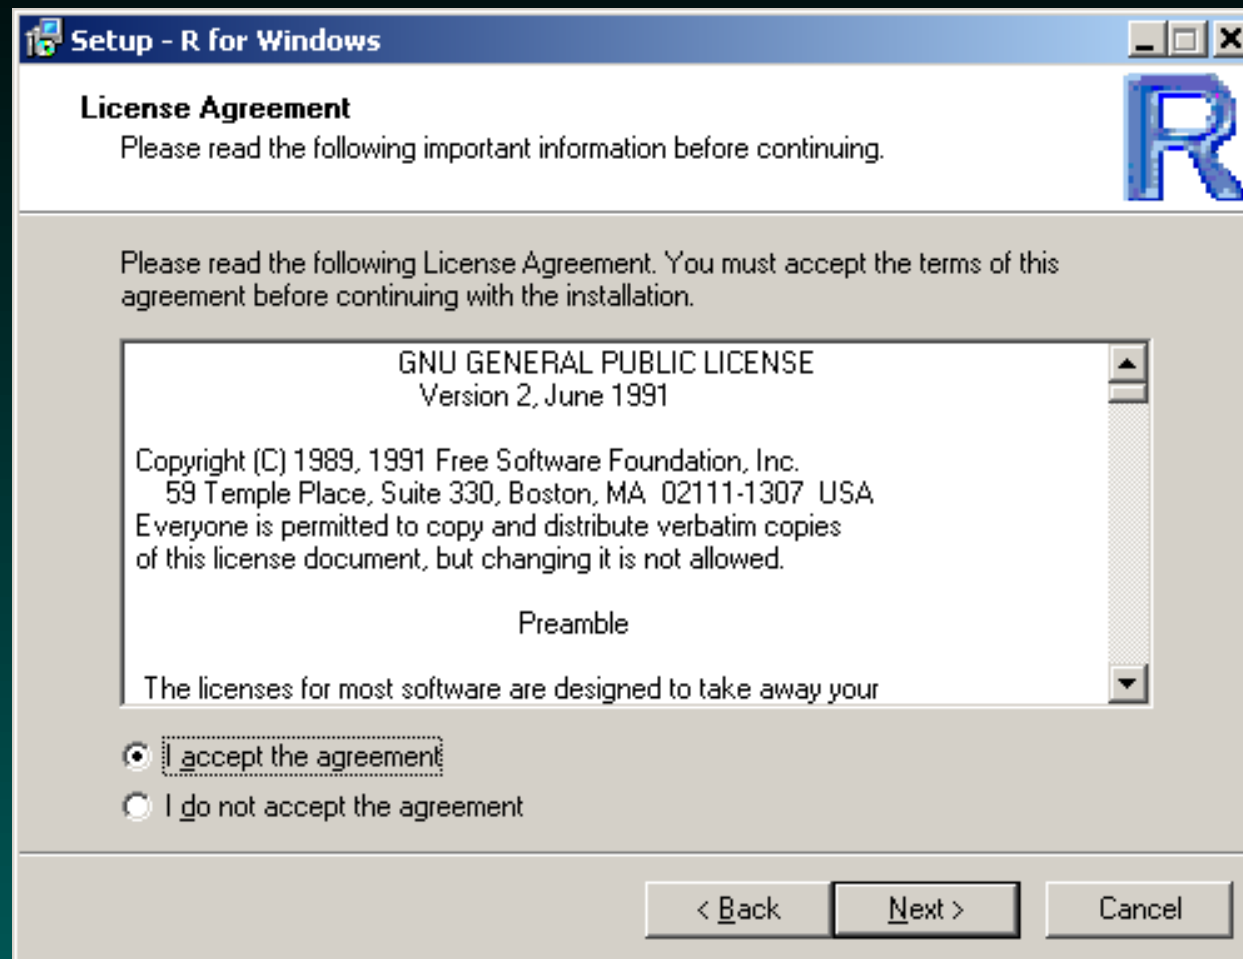 Setup - R for Windows
License Agreement
Please read the following important information before continuing.
R
Please read the following License Agreement. You must accept the terms of this
agreement before continuing with the installation.
GNU GENERAL PUBLIC LICENSE
Version 2, June 1991
Copyright (C) 1989, 1991 Free Software Foundation, Inc.
59 Temple Place, Suite 330, Boston, MA  02111-1307  USA
Everyone is permitted to copy and distribute verbatim copies
of this license document, but changing it is not allowed.
Preamble
The licenses for most software are designed to take away your
I accept the agreement
I do not accept the agreement
< Back
Next >
Cancel